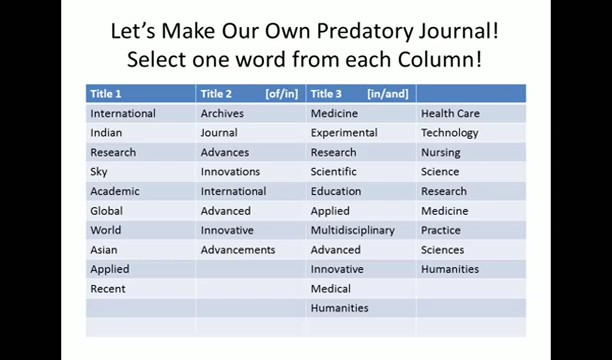 Let's Make Our Own Predatory Journal!
Select one word from each Column!
Title 1 Title 2 [of/in] Title 3 [in/and]
International Archives Medicine Health Care
Indian Journal Experimental Technology
Research Advances Research Nursing
Sky Innovations Scientific Science
Academic International Education Research
Global Advanced Applied Medicine
World Innovative Multidisciplinary Practice
Asian Advancements Advanced Sciences
Applied Innovative Humanities
Recent Medical
Humanities